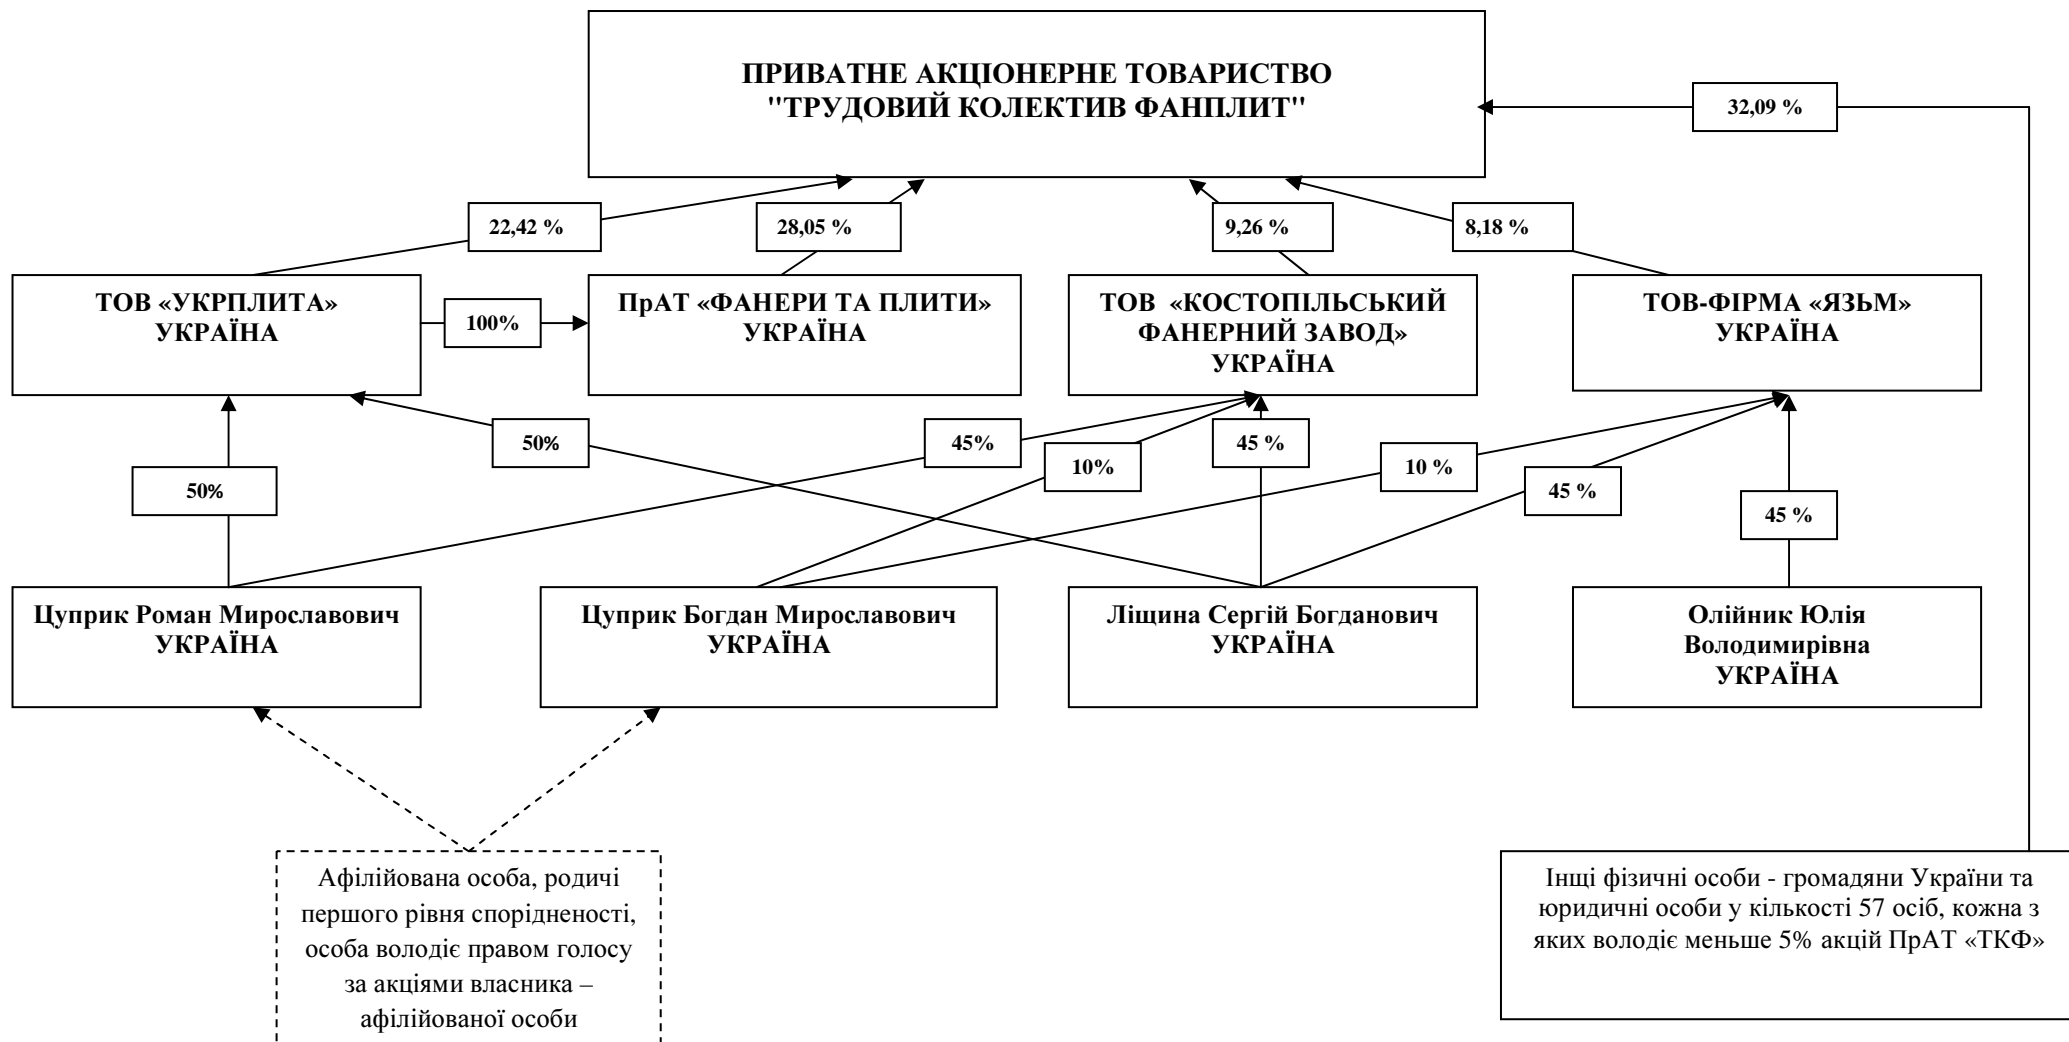 ПРИВАТНЕ АКЦІОНЕРНЕ ТОВАРИСТВО
"ТРУДОВИЙ КОЛЕКТИВ ФАНПЛИТ"
32,09 %
22,42 %
28,05 %
9,26 %
8,18 %
ТОВ «УКРПЛИТА»
УКРАЇНА
100%
ПрАТ «ФАНЕРИ ТА ПЛИТИ»
УКРАЇНА
ТОВ «КОСТОПІЛЬСЬКИЙ
ФАНЕРНИЙ ЗАВОД»
УКРАЇНА
ТОВ-ФІРМА «ЯЗЬМ»
УКРАЇНА
50%
45%
45 %
10%
10 %
50%
45 %
45 %
Цуприк Роман Мирославович
УКРАЇНА
Цуприк Богдан Мирославович
УКРАЇНА
Ліщина Сергій Богданович
УКРАЇНА
Олійник Юлія
Володимирівна
УКРАЇНА
Афілійована особа, родичі
першого рівня спорідненості,
особа володіє правом голосу
за акціями власника –
афілійованої особи
Інщі фізичні особи - громадяни України та
юридичні особи у кількості 57 осіб, кожна з
яких володіє меньше 5% акцій ПрАТ «ТКФ»